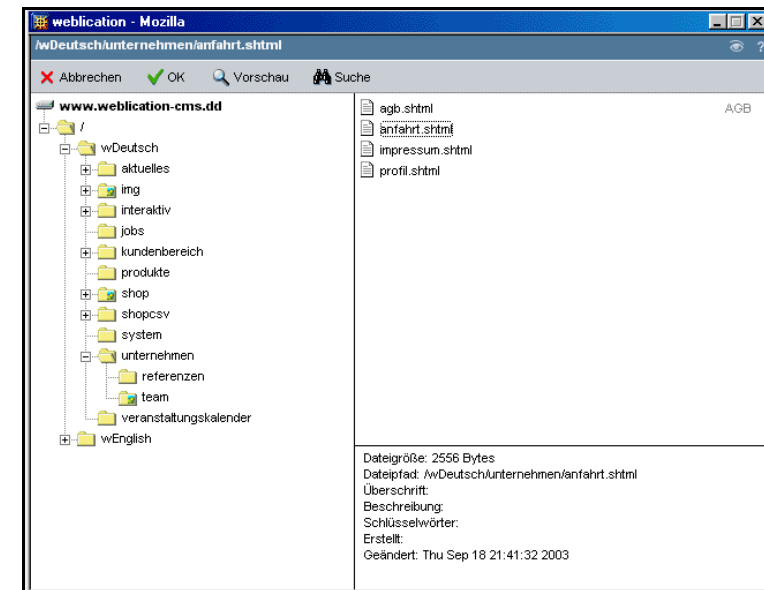 weblication - Mozilla
/wDeutsch/unternehmen/anfahrt.shtml
?
Abbrechen OK Vorschau Suche
www.weblication-cms.dd
/
wDeutsch
aktuelles
img
interaktiv
jobs
kundenbereich
produkte
shop
shopcsv
system
unternehmen
referenzen
team
veranstaltungskalender
wEnglish
agb.shtml AGB
anfahrt.shtml
impressum.shtml
profil.shtml
Dateigröße: 2556 Bytes
Dateipfad: /wDeutsch/unternehmen/anfahrt.shtml
Überschrift:
Beschreibung:
Schlüsselwörter:
Erstellt:
Geändert: Thu Sep 18 21:41:32 2003